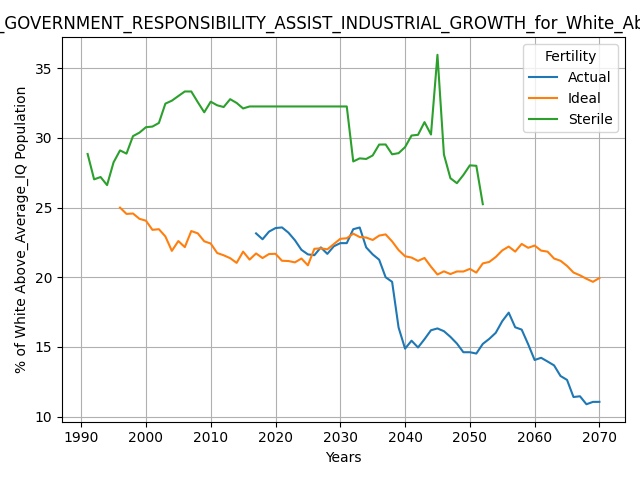 _GOVERNMENT_RESPONSIBILITY_ASSIST_INDUSTRIAL_GROWTH_for_White_Ab
Fertility
Actual
Ideal
Sterile
% of White Above_Average_IQ Population
35
30
25
20
15
10
1990 2000 2010 2020 2030 2040 2050 2060 2070
Years